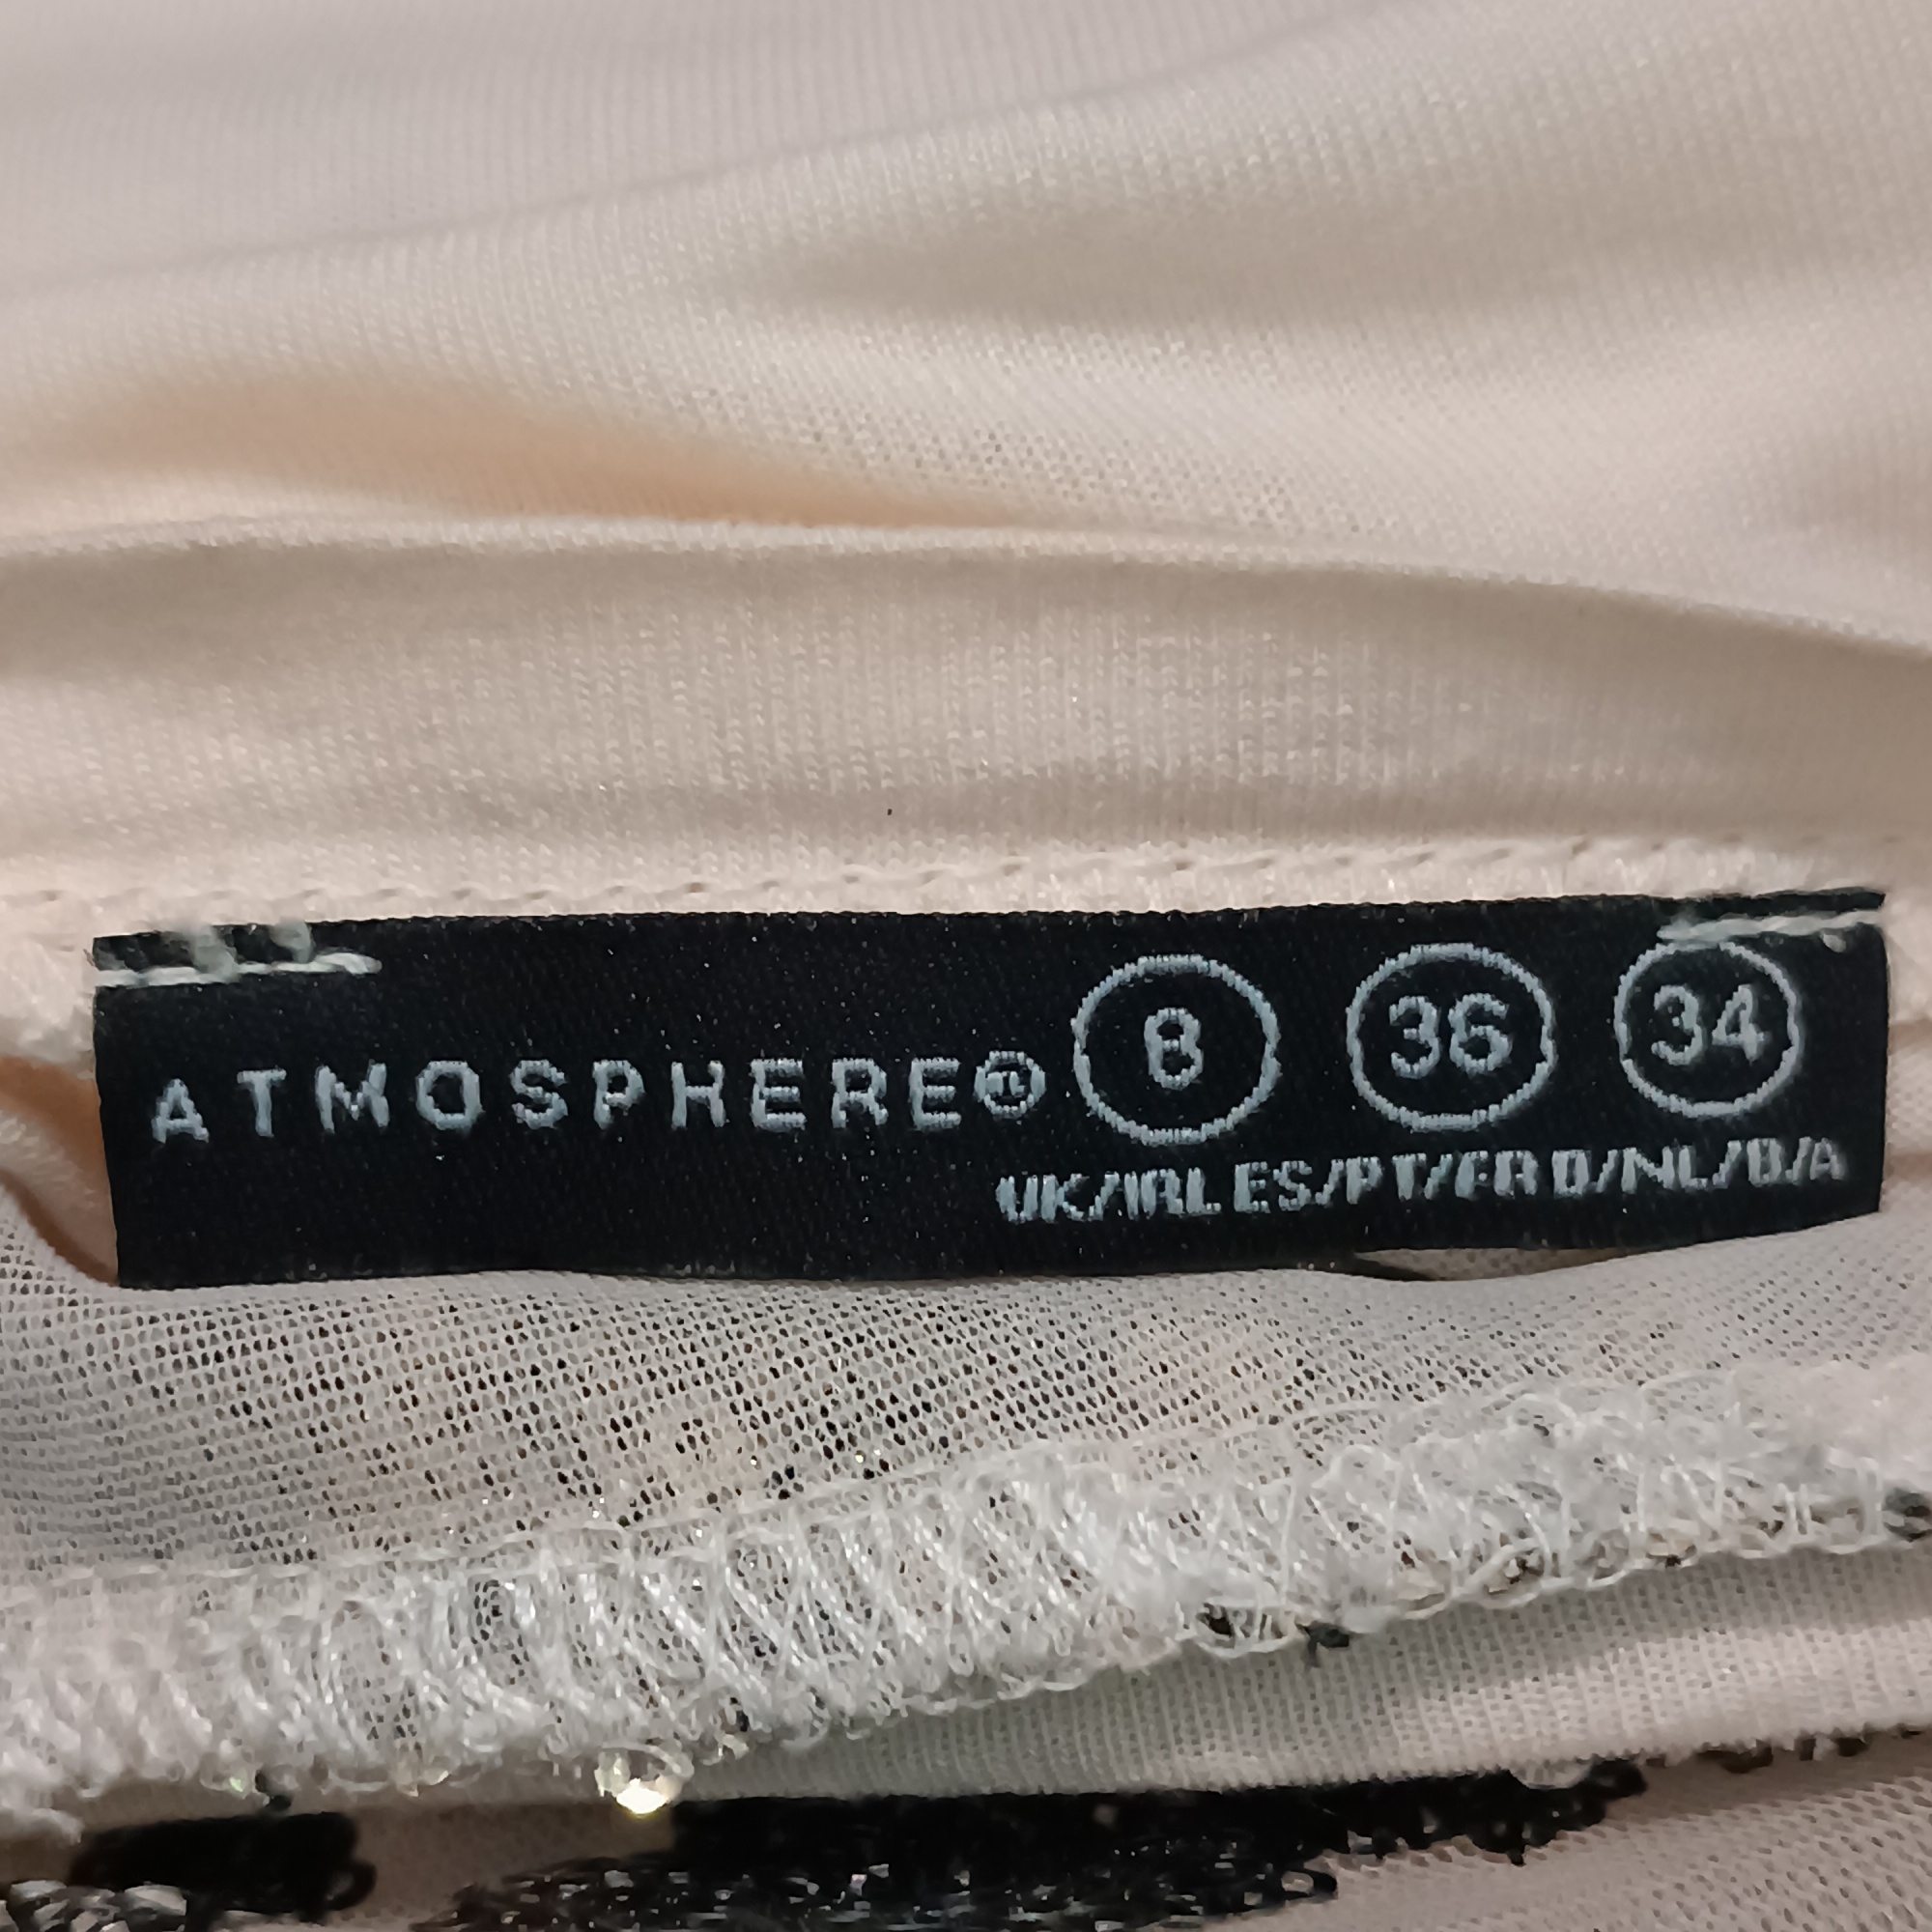 ATMOSPHERE® 8 36 34
UK/IRL ES/PT/FR D/NL/B/A